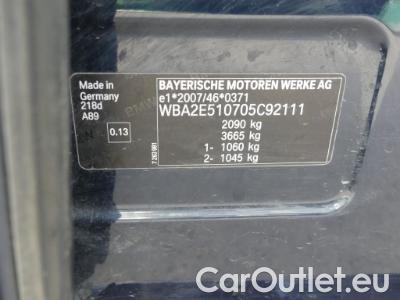 Made in
Germany
218d
A89
0.13
BAYERISCHE MOTOREN WERKE AG
e1*2007/46*0371
WBA2E510705C92111
2090 kg
3665 kg
1- 1060 kg
2- 1045 kg
CarOutlet.eu